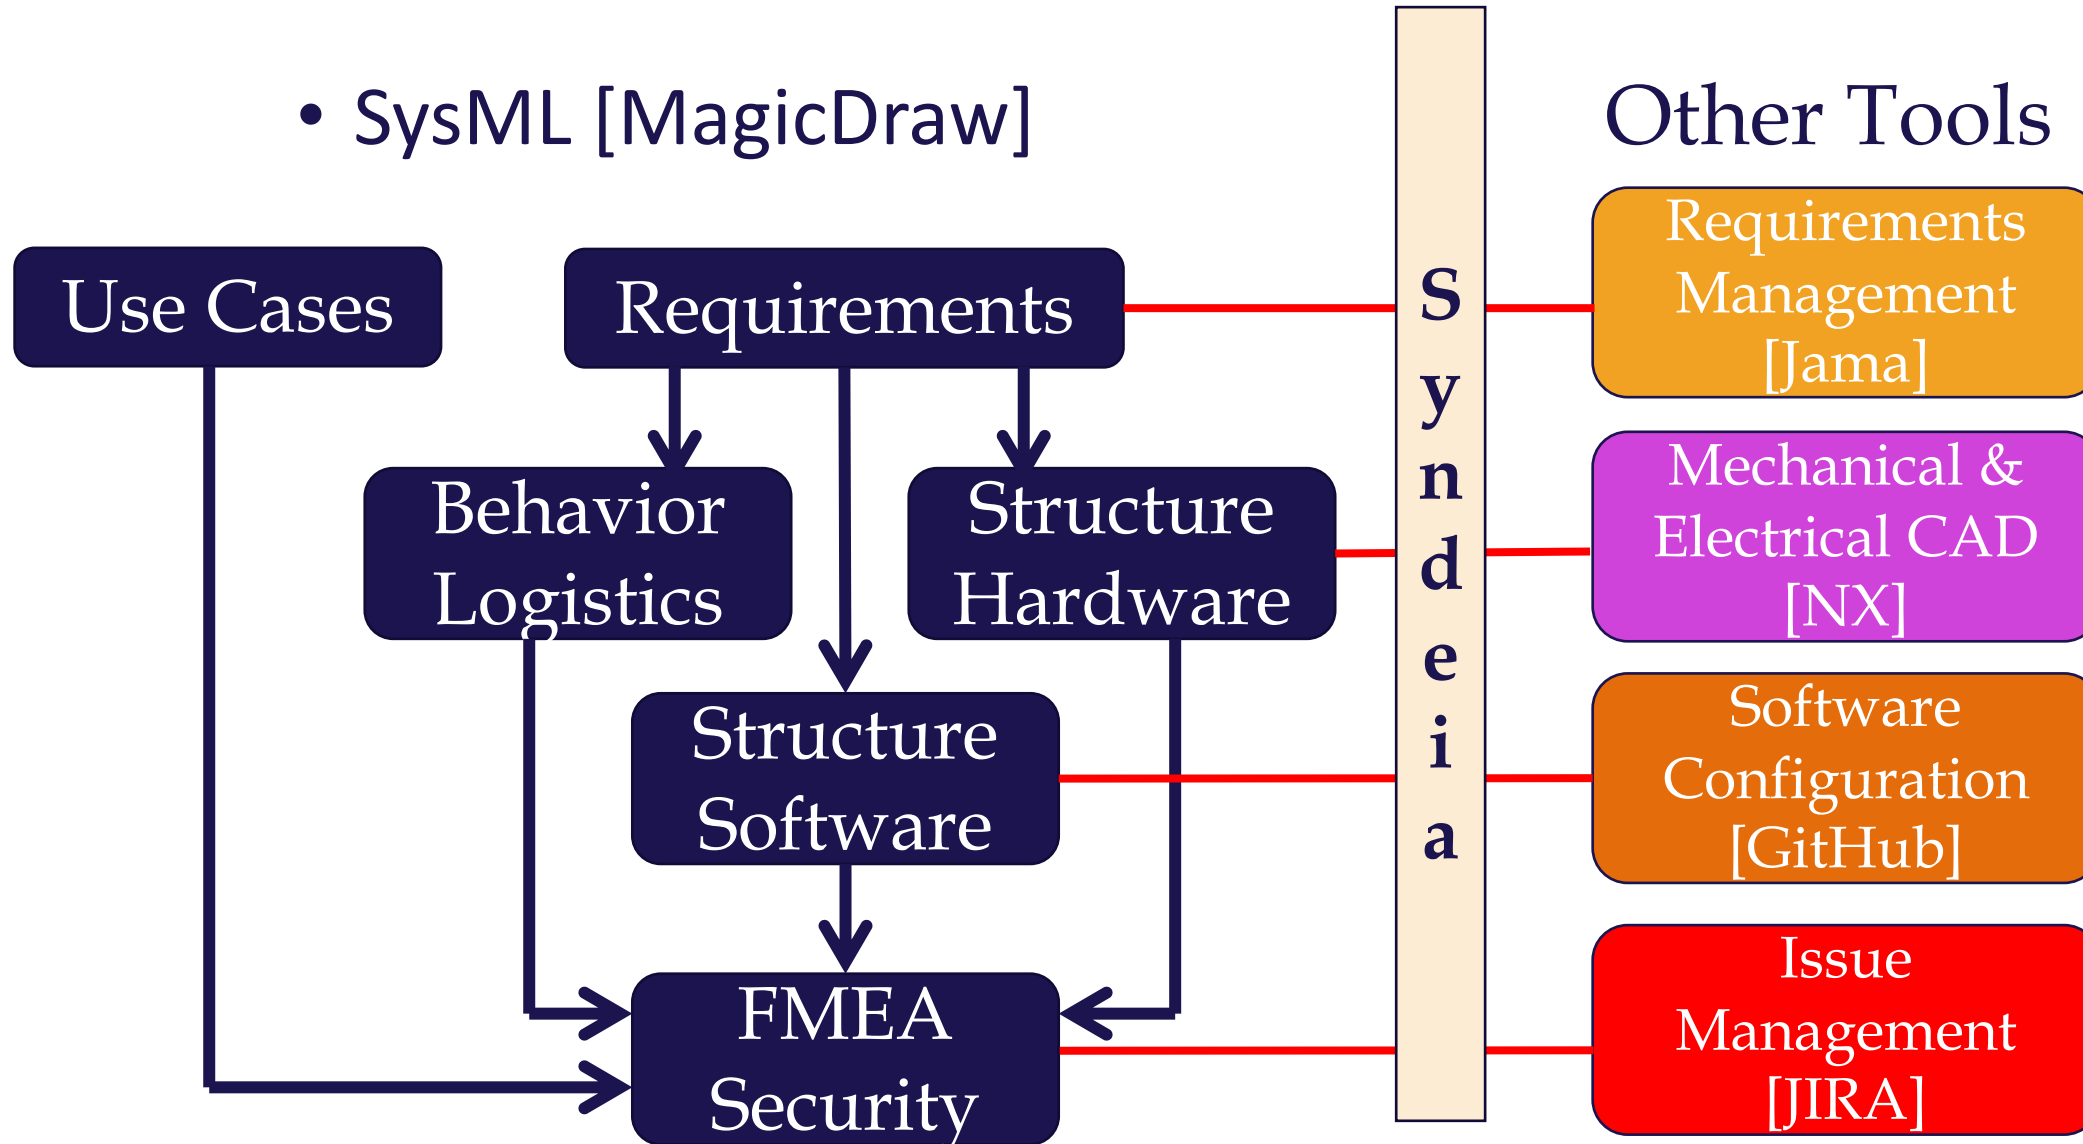 • SysML [MagicDraw]
Other Tools
Use Cases
Requirements
Behavior
Logistics
Structure
Hardware
Structure
Software
FMEA
Security
S
y
n
d
e
i
a
Requirements
Management
[Jama]
Mechanical &
Electrical CAD
[NX]
Software
Configuration
[GitHub]
Issue
Management
[JIRA]